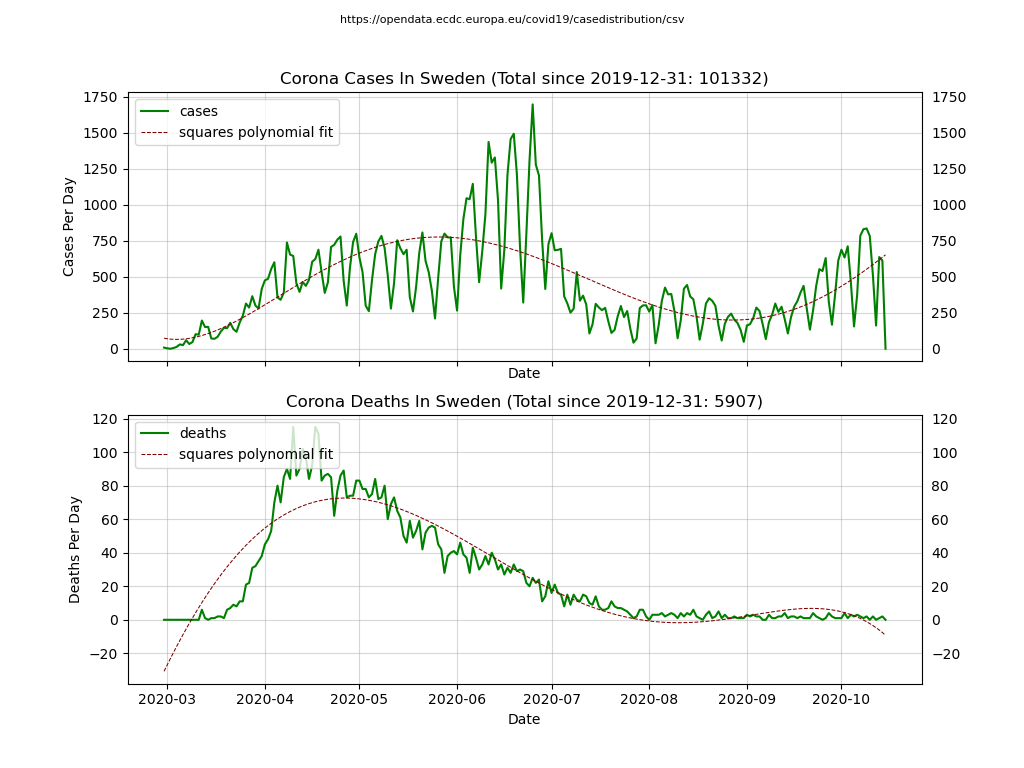 https://opendata.ecdc.europa.eu/covid19/casedistribution/csv
Corona Cases In Sweden (Total since 2019-12-31: 101332)
cases
squares polynomial fit
1750
1500
1250
1000
750
500
250
0
Cases Per Day
1750
1500
1250
1000
750
500
250
0
Date
Corona Deaths In Sweden (Total since 2019-12-31: 5907)
deaths
squares polynomial fit
120
100
80
60
40
20
0
−20
Deaths Per Day
120
100
80
60
40
20
0
−20
2020-03 2020-04 2020-05 2020-06 2020-07 2020-08 2020-09 2020-10
Date